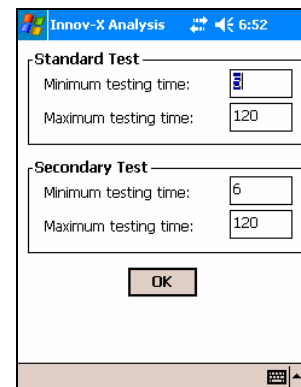 Innov-X Analysis 6:52
Standard Test
Minimum testing time:
Maximum testing time: 120
Secondary Test
Minimum testing time: 6
Maximum testing time: 120
OK